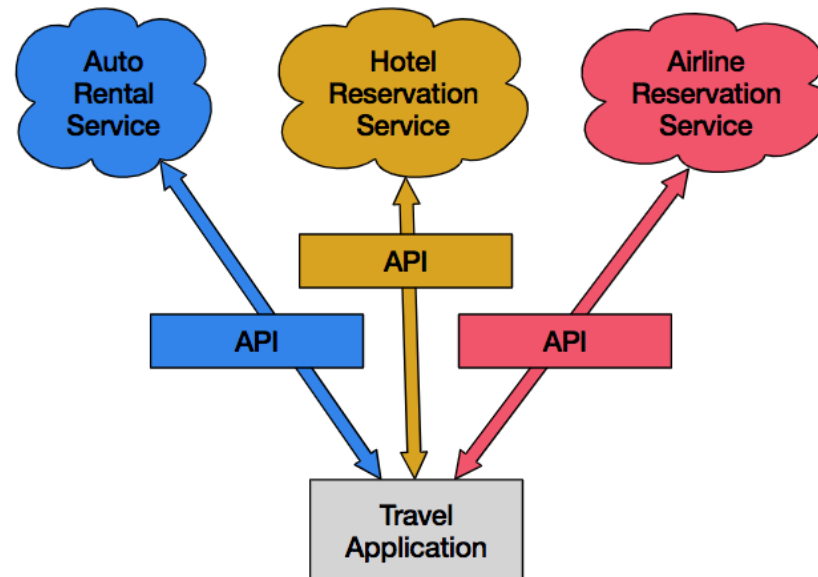 Auto
Rental
Service
Hotel
Reservation
Service
Airline
Reservation
Service
API
API
API
Travel
Application